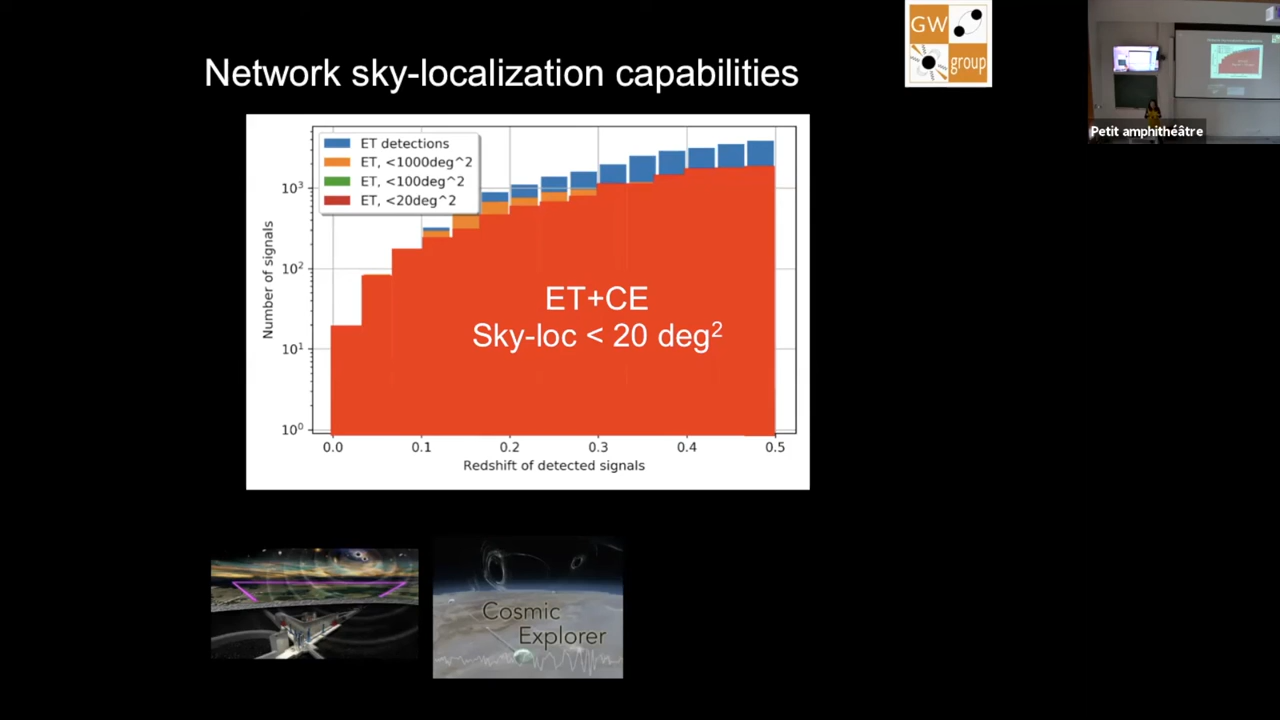 Network sky-localization capabilities
GW
group
Petit amphithéâtre
ET detections
ET, <1000deg^2
ET, <100deg^2
ET, <20deg^2
Number of signals
10³
10²
10¹
10⁰
ET+CE
Sky-loc < 20 deg²
0.0 0.1 0.2 0.3 0.4 0.5
Redshift of detected signals
Cosmic
Explorer